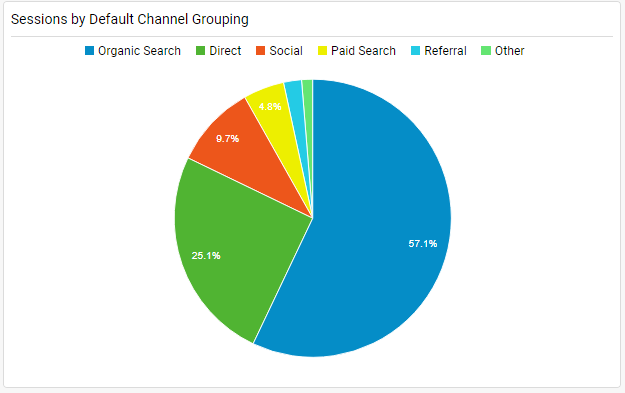 Sessions by Default Channel Grouping
Organic Search Direct Social Paid Search Referral Other
4.8%
9.7%
57.1%
25.1%